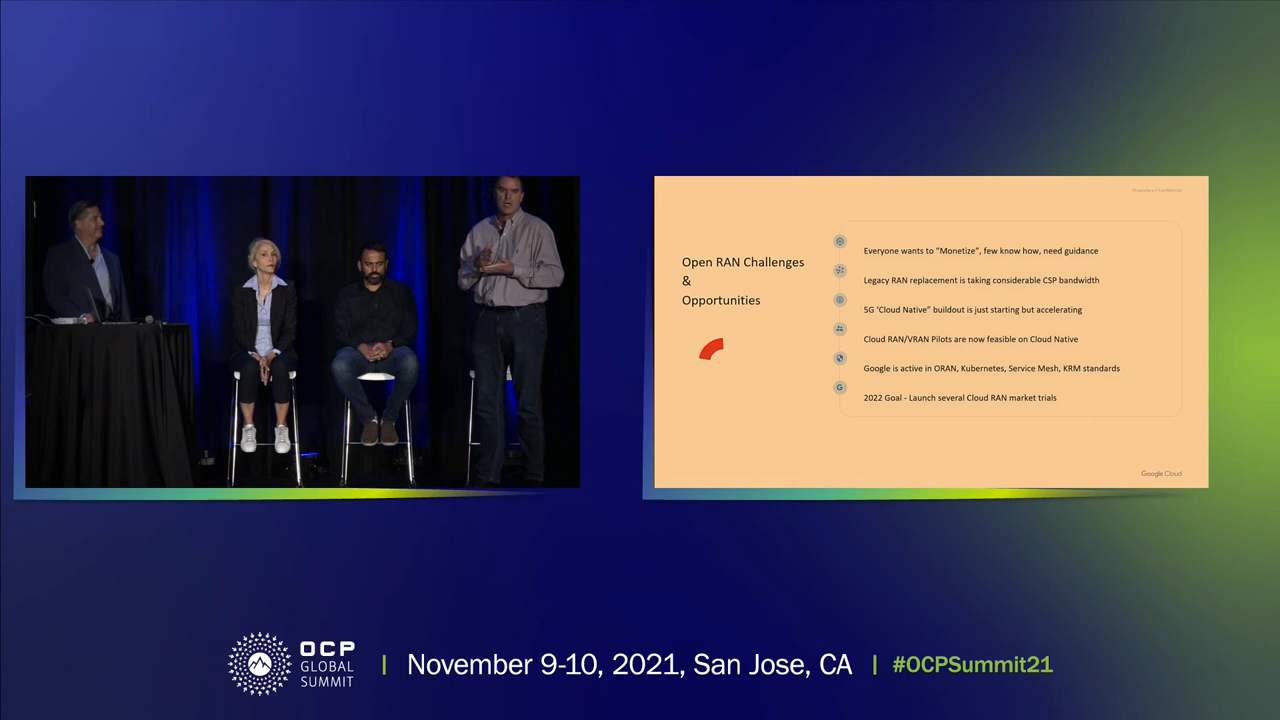 Proprietary + Confidential
Open RAN Challenges
&
Opportunities
Everyone wants to “Monetize”, few know how, need guidance
Legacy RAN replacement is taking considerable CSP bandwidth
5G ‘Cloud Native” buildout is just starting but accelerating
Cloud RAN/VRAN Pilots are now feasible on Cloud Native
Google is active in ORAN, Kubernetes, Service Mesh, KRM standards
G
2022 Goal - Launch several Cloud RAN market trials
Google Cloud
OCP
GLOBAL
SUMMIT
| November 9-10, 2021, San Jose, CA | #OCPSummit21